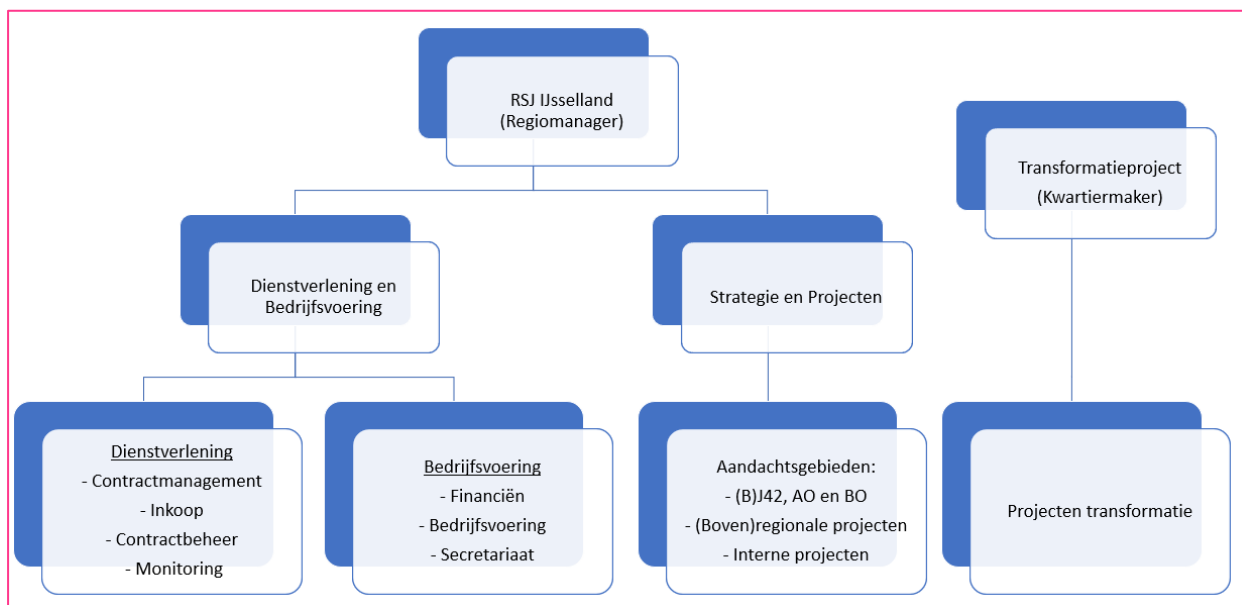 RSJ IJsselland
(Regiomanager)
Transformatieproject
(Kwartiermaker)
Dienstverlening en
Bedrijfsvoering
Strategie en Projecten
Dienstverlening
- Contractmanagement
- Inkoop
- Contractbeheer
- Monitoring
Bedrijfsvoering
- Financiën
- Bedrijfsvoering
- Secretariaat
Aandachtsgebieden:
- (B)J42, AO en BO
- (Boven)regionale projecten
- Interne projecten
Projecten transformatie